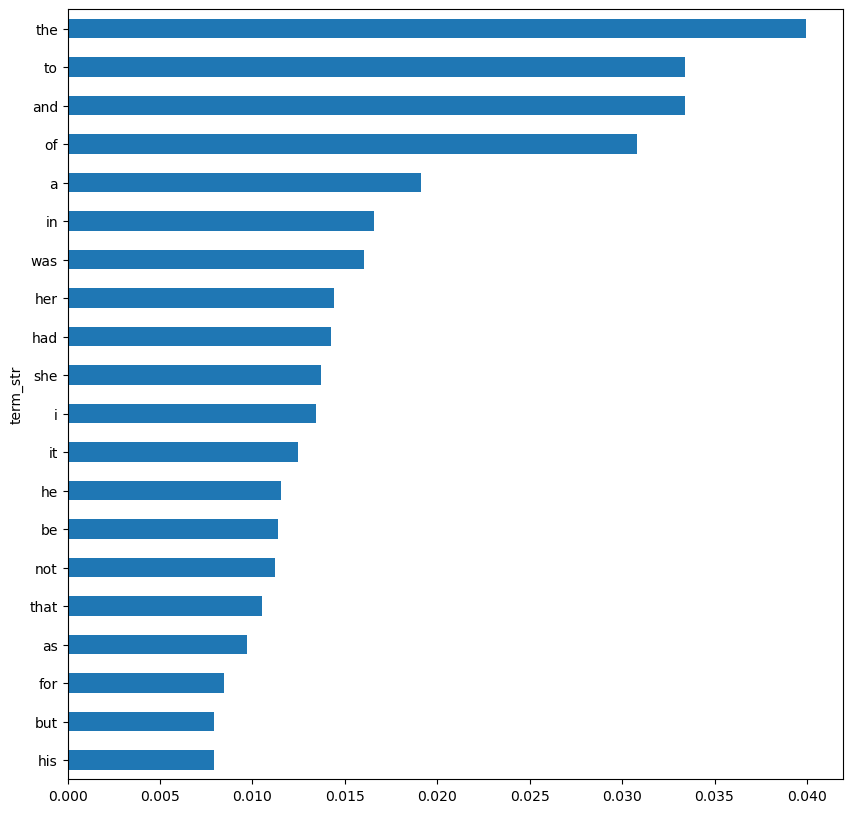 the
to
and
of
a
in
was
her
had
she
i
it
he
be
not
that
as
for
but
his
term_str
0.000 0.005 0.010 0.015 0.020 0.025 0.030 0.035 0.040